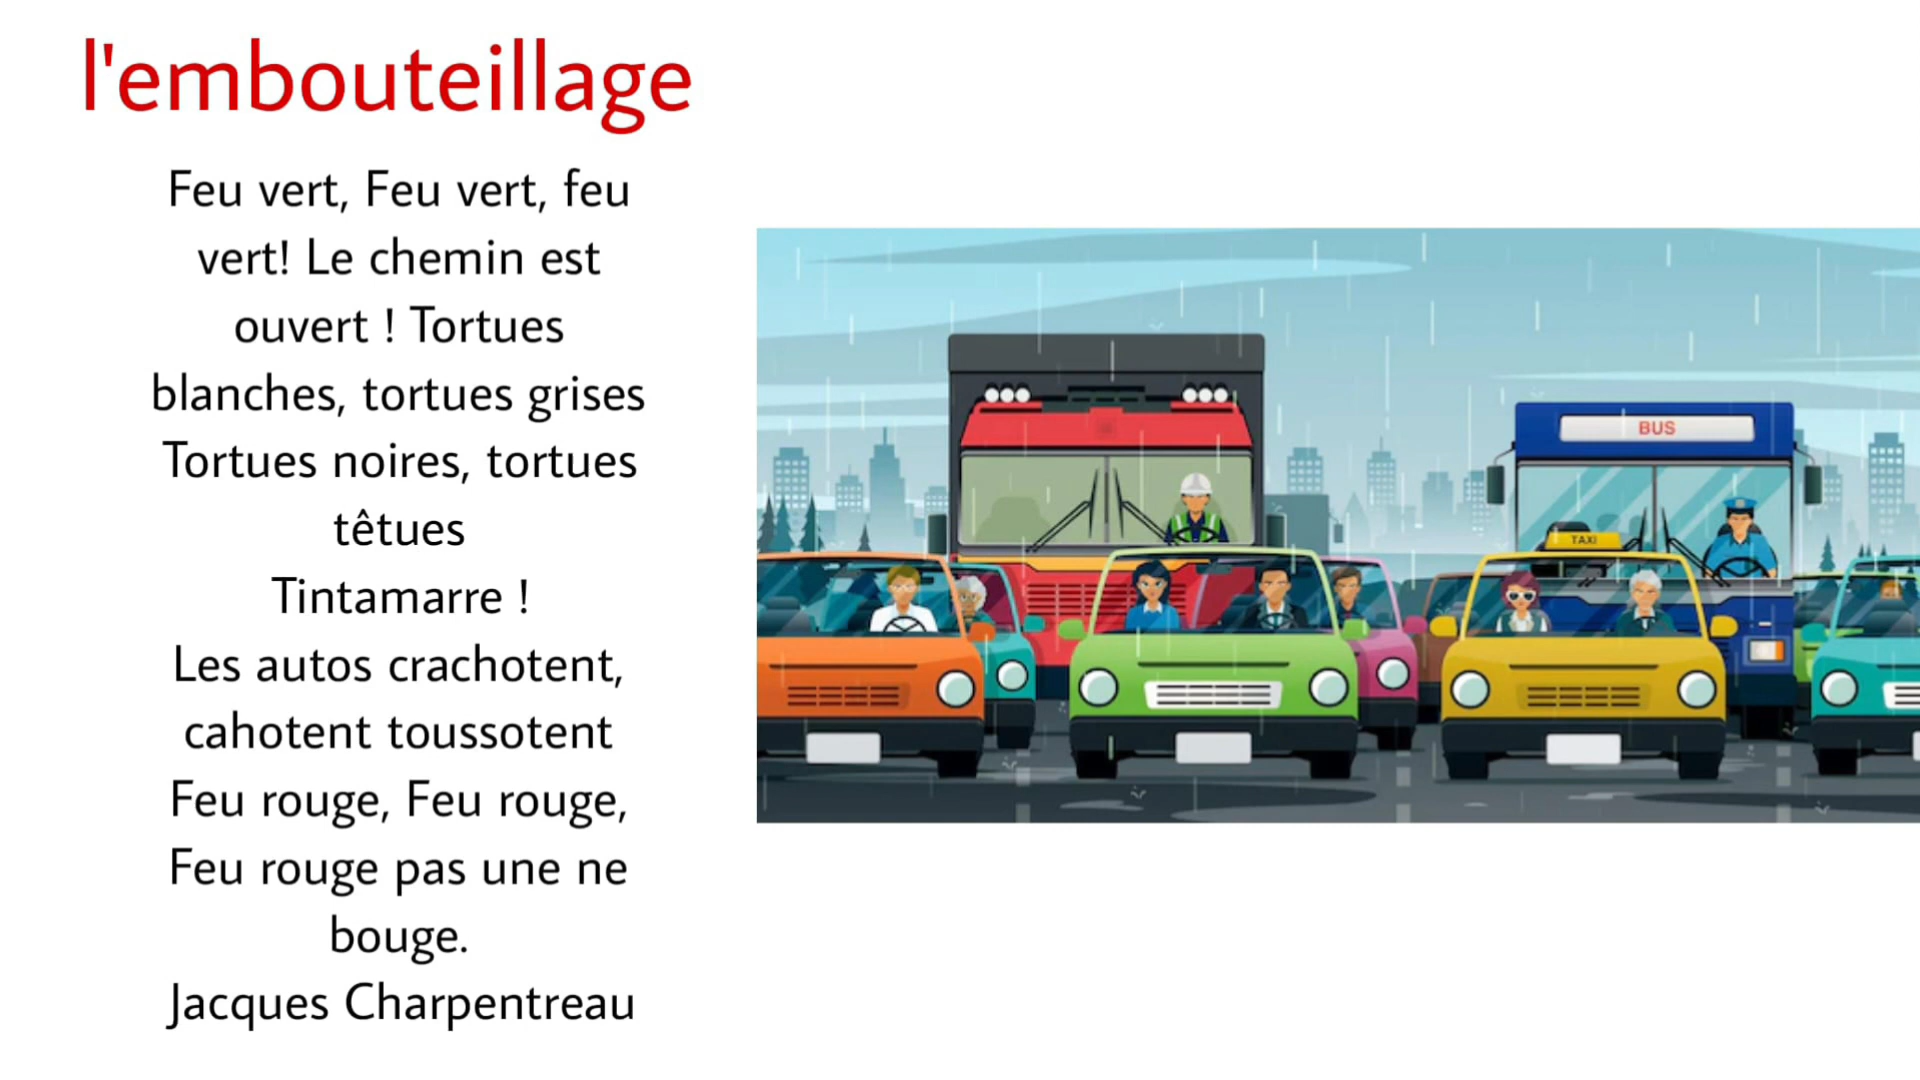 l'embouteillage
Feu vert, Feu vert, feu
vert! Le chemin est
ouvert ! Tortues
blanches, tortues grises
Tortues noires, tortues
têtues
Tintamarre !
Les autos crachotent,
cahotent toussotent
Feu rouge, Feu rouge,
Feu rouge pas une ne
bouge.
Jacques Charpentreau
BUS
TAXI